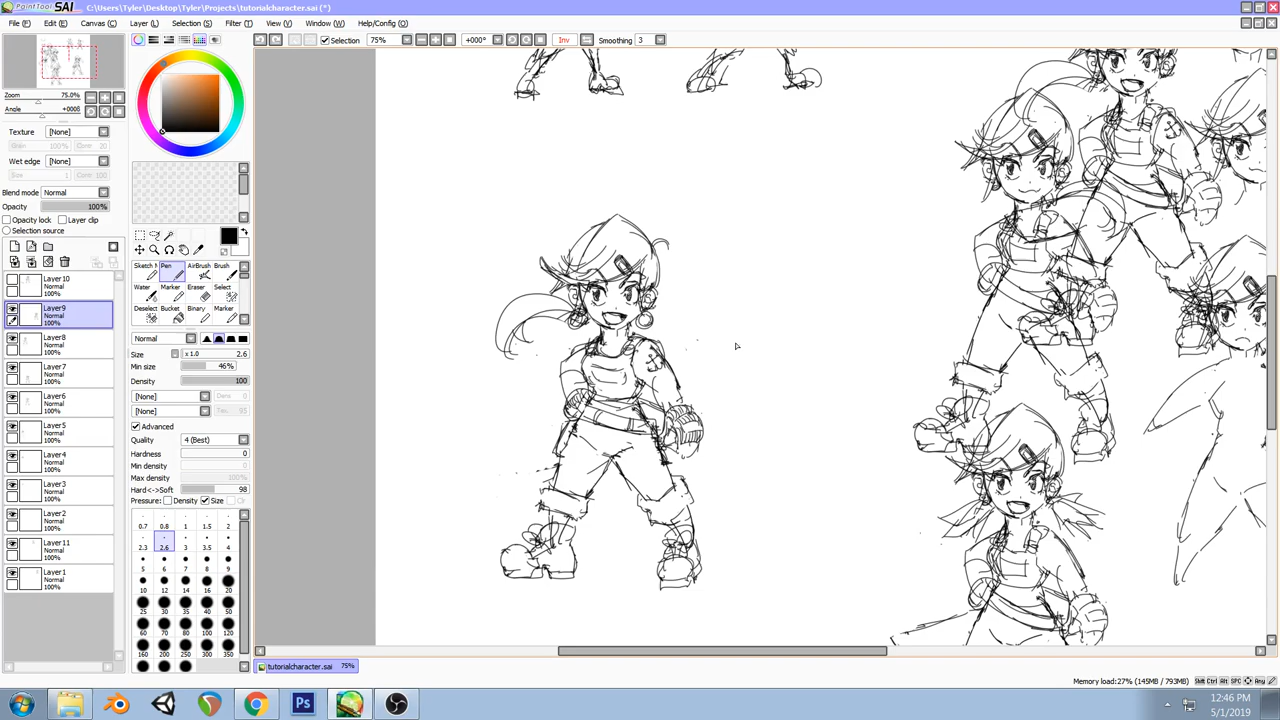 PaintTool SAI C:\Users\Tyler\Desktop\Tyler\Projects\tutorialcharacter.sai (*)
File (F) Edit (E) Canvas (C) Layer (L) Selection (S) Filter (T) View (V) Window (W) Help/Config (O)
Selection 75% +000° Inv Smoothing 3
Zoom 75.0%
Angle +000°
Texture [None]
Wet edge [None]
Blend mode Normal
Opacity 100%
Opacity lock Layer clip
Selection source
Layer10
Normal
100%
Layer9
Normal
100%
Layer8
Normal
100%
Layer7
Normal
100%
Layer6
Normal
100%
Layer5
Normal
100%
Layer4
Normal
100%
Layer3
Normal
100%
Layer2
Normal
100%
Layer11
Normal
100%
Layer1
Normal
100%
Sketch Pen AirBrush Brush
Water Marker Eraser Select
Deselect Bucket Binary Marker
Normal
Size x 1.0 2.6
Min size 46%
Density 100
[None]
[None]
Advanced
Quality 4 (Best)
Hardness 0
Min density
Max density 100%
Hard<->Soft 98
Pressure: Density Size
0.7 0.8 1 1.5 2
2.3 2.6 3 3.5 4
5 6 7 8 9
10 12 14 16 20
25 30 35 40 50
60 70 80 100 120
160 200 250 300 350
tutorialcharacter.sai 75%
Memory load:27% (145MB / 793MB) Shift Ctrl Alt SPC Any
Ps
12:46 PM
5/1/2019